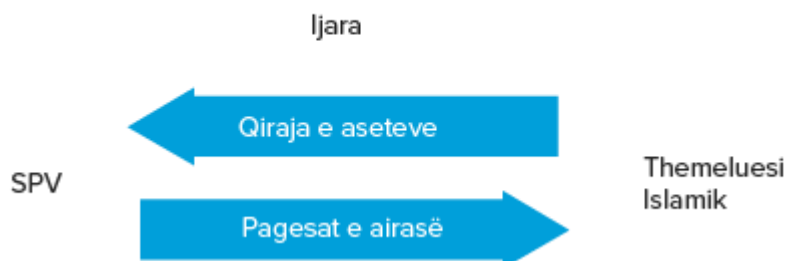 Ijara
Qiraja e aseteve
SPV
Themeluesi
Islamik
Pagesat e airasë